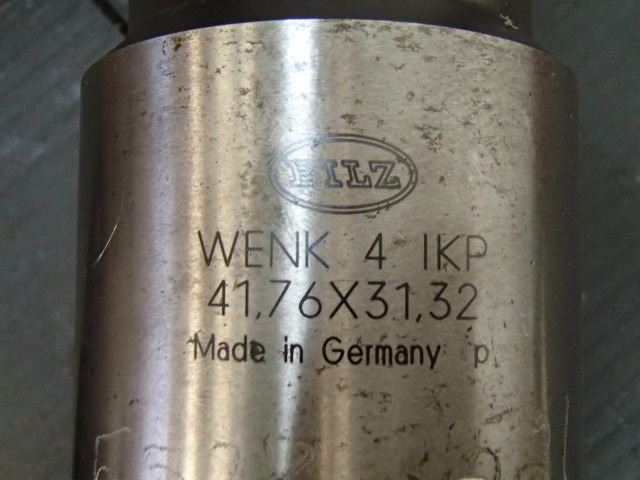 BILZ
WENK 4 IKP
41,76X31,32
Made in Germany p